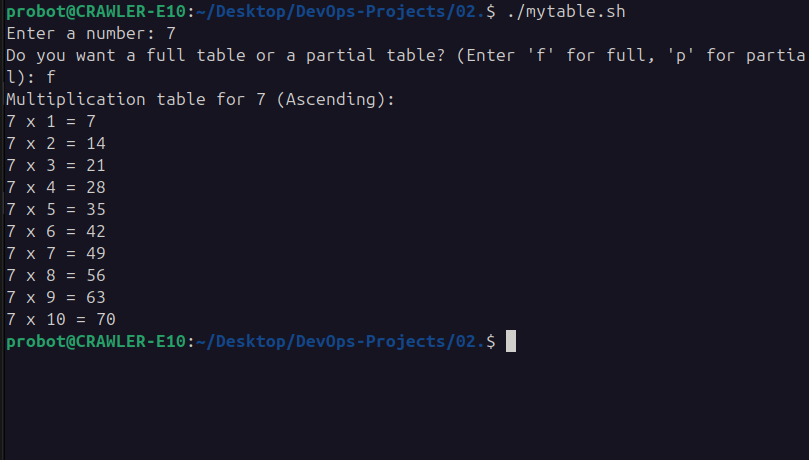 probot@CRAWLER-E10:~/Desktop/DevOps-Projects/02.$ ./mytable.sh
Enter a number: 7
Do you want a full table or a partial table? (Enter 'f' for full, 'p' for partia
l): f
Multiplication table for 7 (Ascending):
7 x 1 = 7
7 x 2 = 14
7 x 3 = 21
7 x 4 = 28
7 x 5 = 35
7 x 6 = 42
7 x 7 = 49
7 x 8 = 56
7 x 9 = 63
7 x 10 = 70
probot@CRAWLER-E10:~/Desktop/DevOps-Projects/02.$